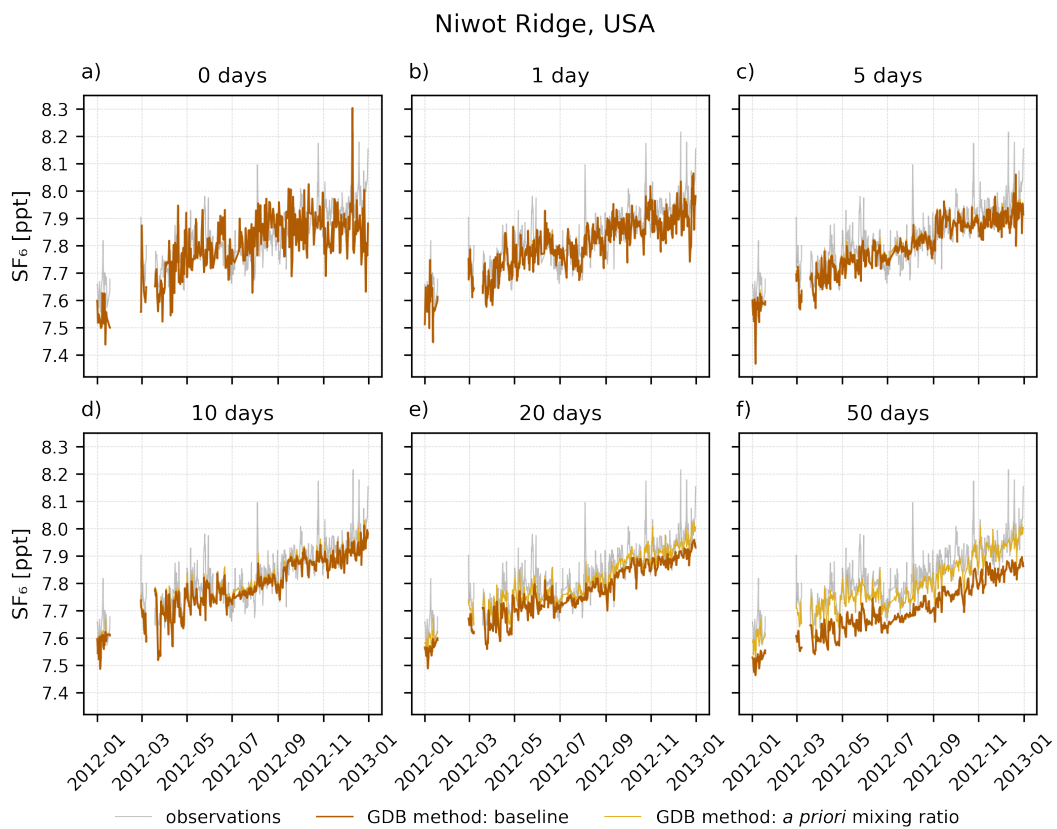 Niwot Ridge, USA
a) 0 days
b) 1 day
c) 5 days
8.3
8.2
8.1
8.0
7.9
7.8
7.7
7.6
7.5
7.4
SF₆ [ppt]
d) 10 days
e) 20 days
f) 50 days
8.3
8.2
8.1
8.0
7.9
7.8
7.7
7.6
7.5
7.4
SF₆ [ppt]
2012-01 2012-03 2012-05 2012-07 2012-09 2012-11 2013-01
2012-01 2012-03 2012-05 2012-07 2012-09 2012-11 2013-01
2012-01 2012-03 2012-05 2012-07 2012-09 2012-11 2013-01
observations GDB method: baseline GDB method: a priori mixing ratio